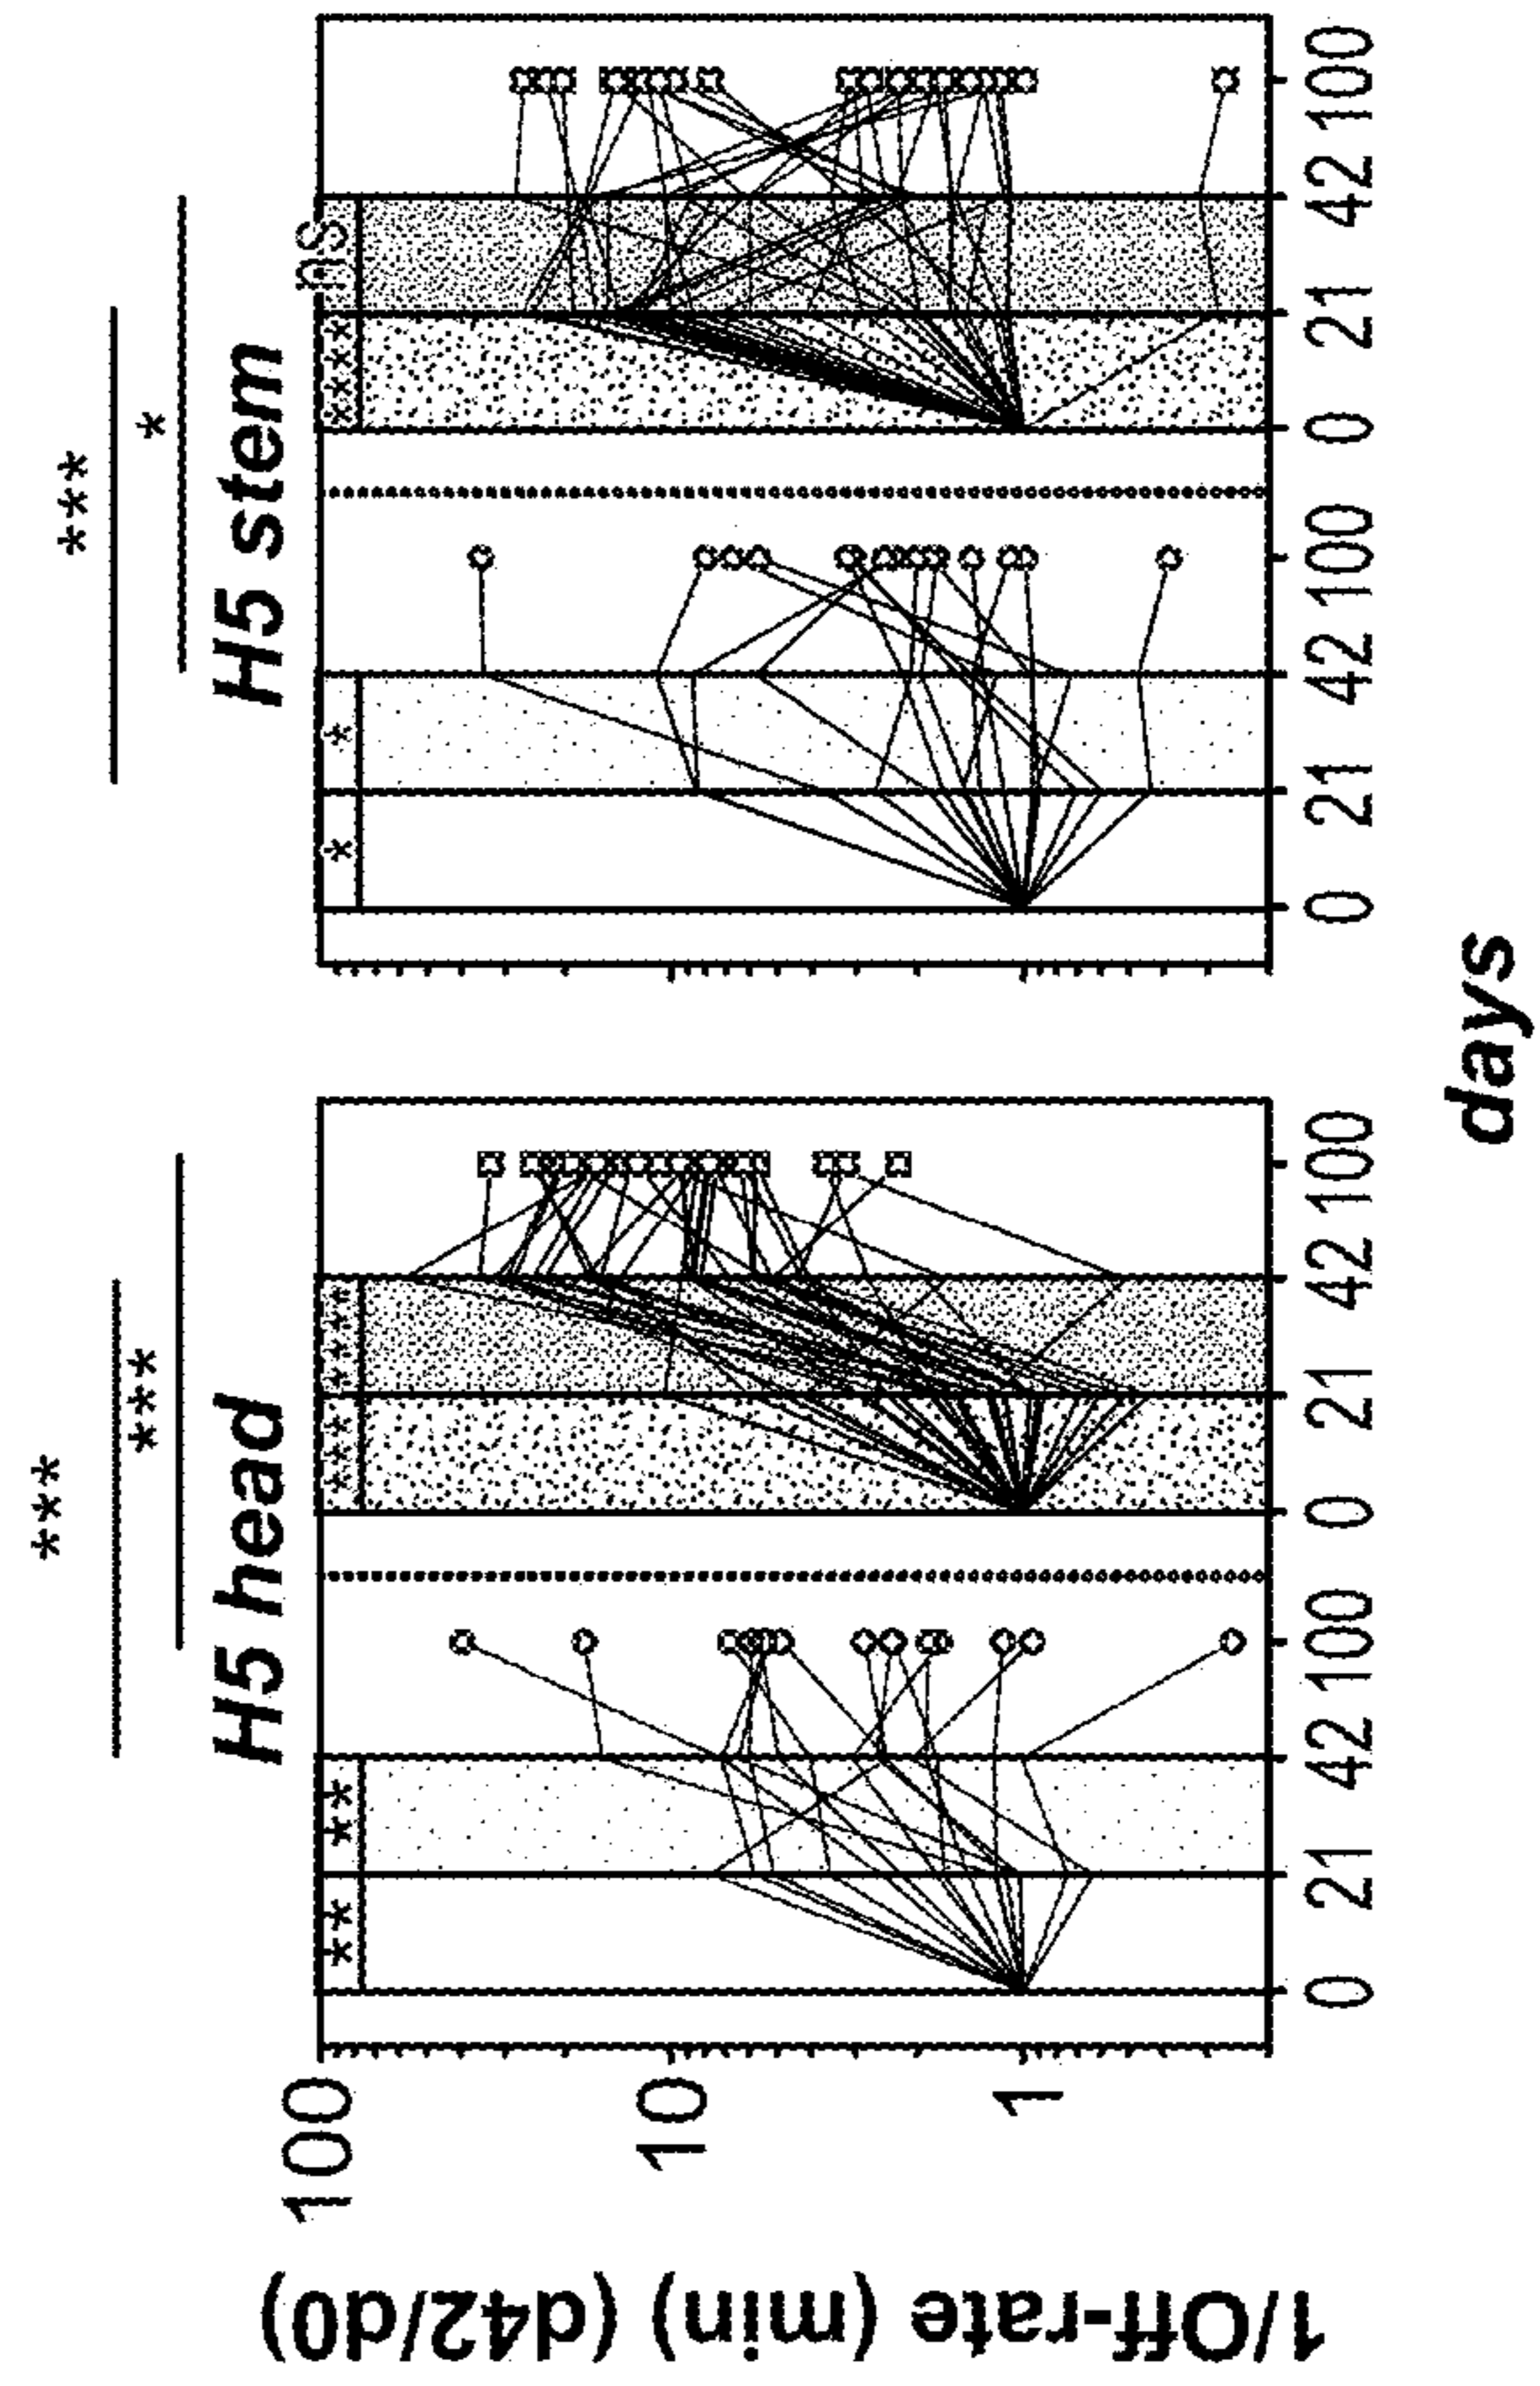 *** ***
*** *
H5 head H5 stem
** ** * * ns
100
10
1
1/Off-rate (min) (d42/d0)
0 21 42 100 0 21 42 100 0 21 42 100 0 21 42 100
days